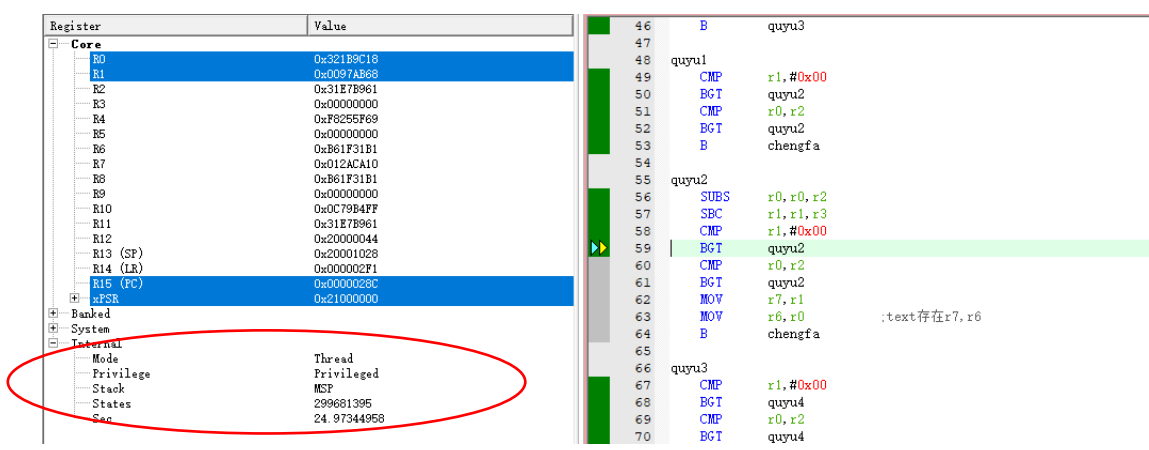 Register Value
Core
R0 0x321B9C18
R1 0x0097AB68
R2 0x31E7B961
R3 0x00000000
R4 0xF8255F69
R5 0x00000000
R6 0xB61F31B1
R7 0x012ACA10
R8 0xB61F31B1
R9 0x00000000
R10 0x0C79B4FF
R11 0x31E7B961
R12 0x20000044
R13 (SP) 0x20001028
R14 (LR) 0x000002F1
R15 (PC) 0x0000028C
xPSR 0x21000000
Banked
System
Internal
Mode Thread
Privilege Privileged
Stack MSP
States 299681395
Sec 24.97344958
46 B quyu3
47
48 quyu1
49 CMP r1,#0x00
50 BGT quyu2
51 CMP r0,r2
52 BGT quyu2
53 B chengfa
54
55 quyu2
56 SUBS r0,r0,r2
57 SBC r1,r1,r3
58 CMP r1,#0x00
59 BGT quyu2
60 CMP r0,r2
61 BGT quyu2
62 MOV r7,r1
63 MOV r6,r0 ;text存在r7,r6
64 B chengfa
65
66 quyu3
67 CMP r1,#0x00
68 BGT quyu4
69 CMP r0,r2
70 BGT quyu4